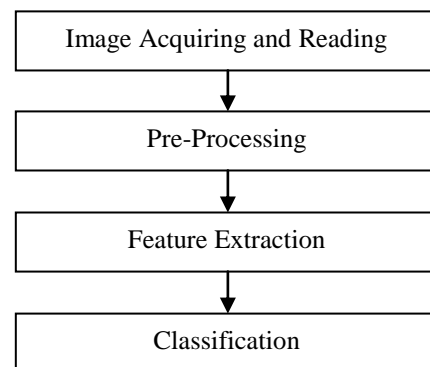 Image Acquiring and Reading
Pre-Processing
Feature Extraction
Classification